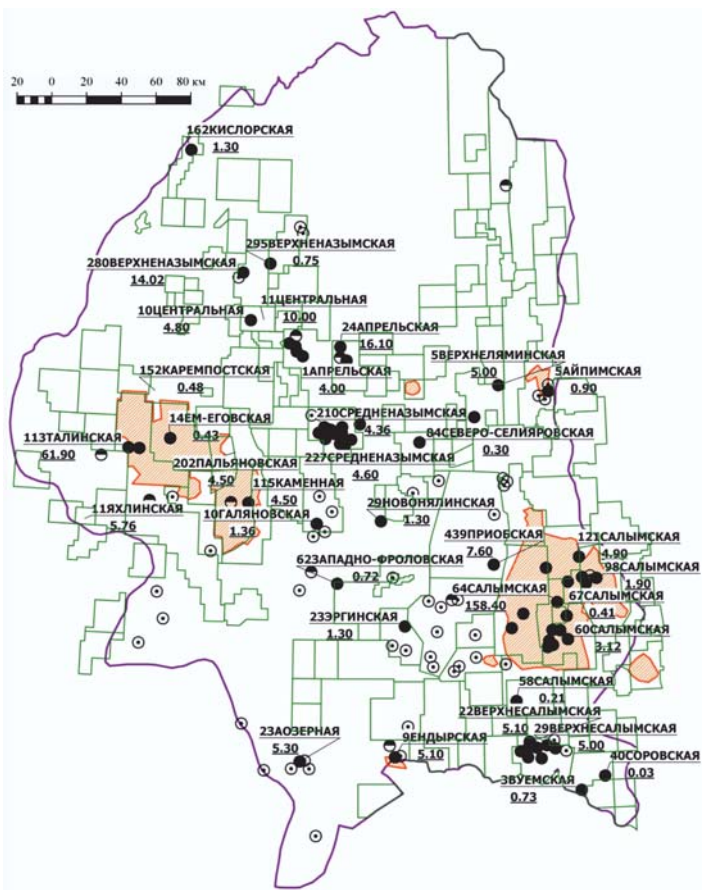 20 0 20 40 60 80 км
162КИСЛОРСКАЯ
1.30
295ВЕРХНЕНАЗЫМСКАЯ
0.75
280ВЕРХНЕНАЗЫМСКАЯ
14.02
11ЦЕНТРАЛЬНАЯ
10.00
10ЦЕНТРАЛЬНАЯ
4.80
24АПРЕЛЬСКАЯ
16.10
1АПРЕЛЬСКАЯ
4.00
5ВЕРХНЕЛЯМИНСКАЯ
5.00
5АЙПИМСКАЯ
0.90
152КАРЕМПОСТСКАЯ
0.48
14ЕМ-ЕГОВСКАЯ
0.43
210СРЕДНЕНАЗЫМСКАЯ
4.36
84СЕВЕРО-СЕЛИЯРОВСКАЯ
0.30
113ТАЛИНСКАЯ
61.90
202ПАЛЬЯНОВСКАЯ
4.50
227СРЕДНЕНАЗЫМСКАЯ
4.60
115КАМЕННАЯ
4.50
29НОВОНЯЛИНСКАЯ
1.30
11ЯХЛИНСКАЯ
5.76
10ГАЛЯНОВСКАЯ
1.36
439ПРИОБСКАЯ
7.60
121САЛЫМСКАЯ
4.90
62ЗАПАДНО-ФРОЛОВСКАЯ
0.72
98САЛЫМСКАЯ
1.90
64САЛЫМСКАЯ
158.40
67САЛЫМСКАЯ
0.41
23ЭРГИНСКАЯ
1.30
60САЛЫМСКАЯ
3.12
58САЛЫМСКАЯ
0.21
22ВЕРХНЕСАЛЫМСКАЯ
5.10
29ВЕРХНЕСАЛЫМСКАЯ
5.00
23АОЗЕРНАЯ
5.30
9ЕНДЫРСКАЯ
5.10
40СОРОВСКАЯ
0.03
3ВУЕМСКАЯ
0.73